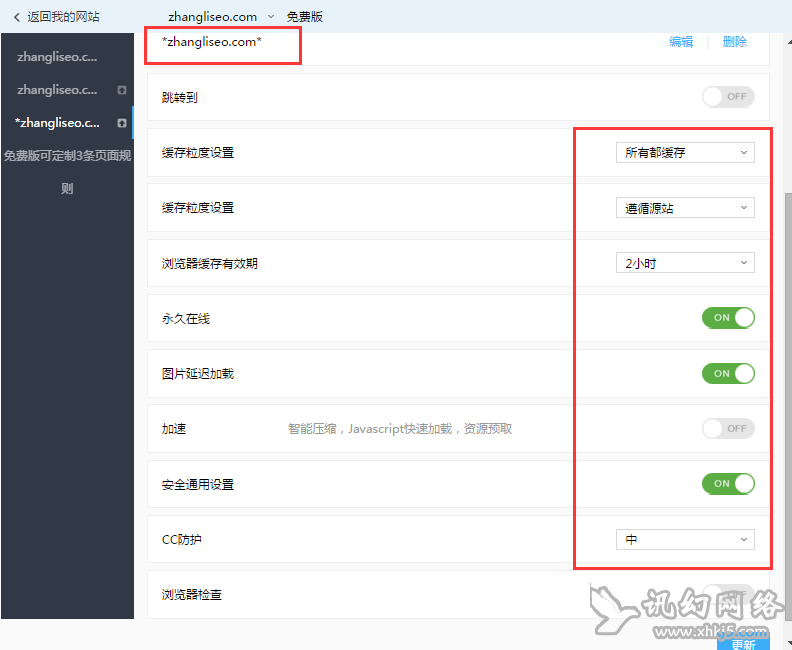 返回我的网站 zhangliseo.com 免费版
*zhangliseo.com* 编辑 删除
zhangliseo.c...
zhangliseo.c...
*zhangliseo.c...
免费版可定制3条页面规
则
跳转到 OFF
缓存粒度设置 所有都缓存
缓存粒度设置 遵循源站
浏览器缓存有效期 2小时
永久在线 ON
图片延迟加载 ON
加速 智能压缩，Javascript快速加载，资源预取 OFF
安全通用设置 ON
CC防护 中
浏览器检查
讯幻网络
www.xhkj5.com
更新